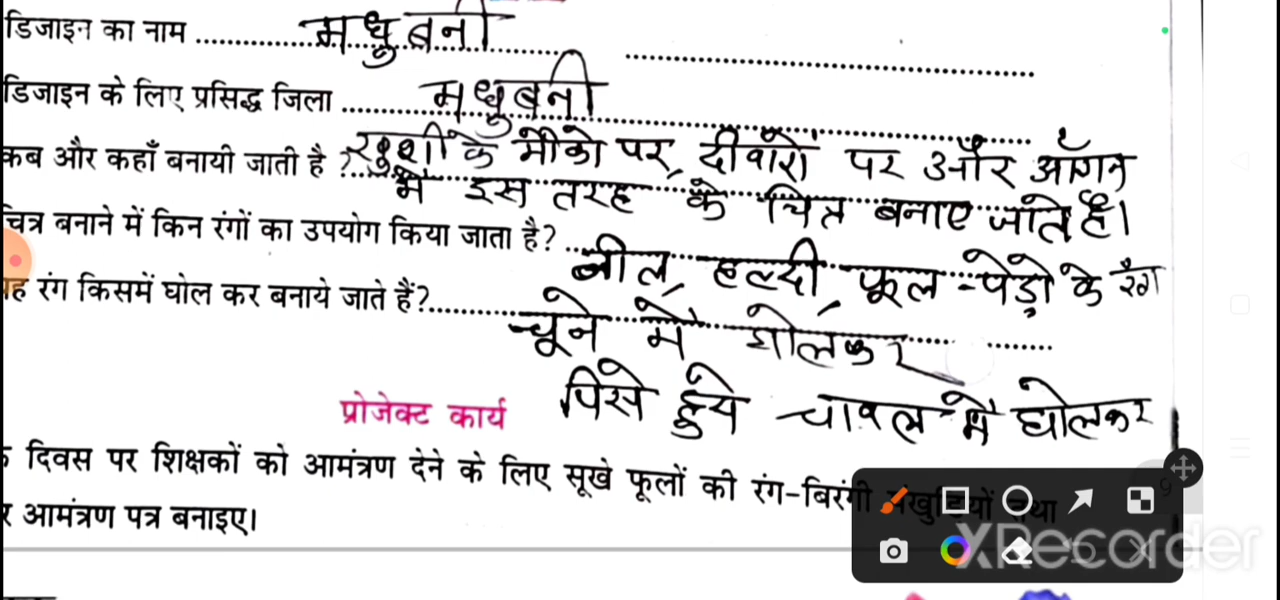 डिजाइन का नाम .......... मधुबनी ..........
डिजाइन के लिए प्रसिद्ध जिला .......... मधुबनी ..........
कब और कहाँ बनायी जाती है ?.... खुशी के मौको पर, दीवारों पर और आँगन
में इस तरह के चित्र बनाए जाते हैं।
चित्र बनाने में किन रंगों का उपयोग किया जाता है? ..........
नील, हल्दी, फूल-पेड़ो के रंग
रंग किसमें घोल कर बनाये जाते हैं?..........
चूने में घोलकर
पिसे हुये चावल में घोलकर
प्रोजेक्ट कार्य
दिवस पर शिक्षकों को आमंत्रण देने के लिए सूखे फूलों की रंग-बिरंगी पंखुड़ियों तथा
आमंत्रण पत्र बनाइए।
XRecorder